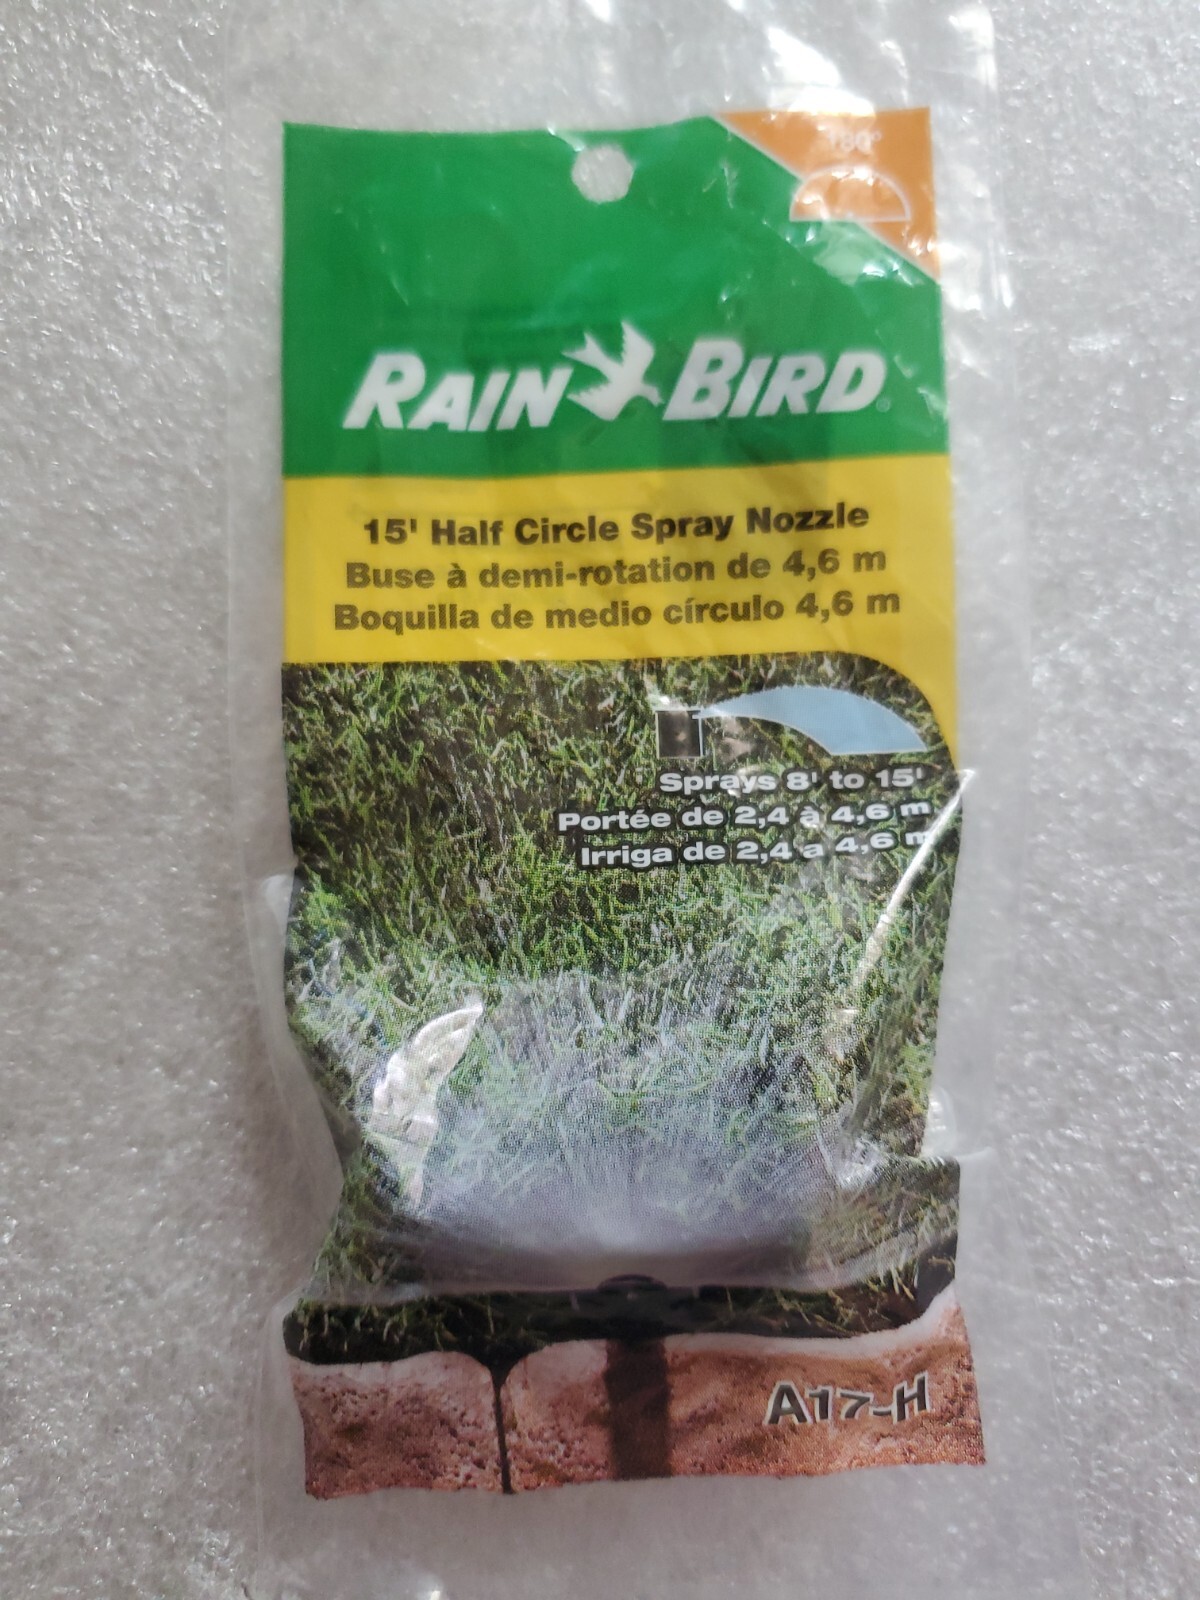 180°
RAIN BIRD
15' Half Circle Spray Nozzle
Buse à demi-rotation de 4,6 m
Boquilla de medio círculo 4,6 m
Sprays 8' to 15'
Portée de 2,4 à 4,6 m
Irriga de 2,4 a 4,6 m
A17-H